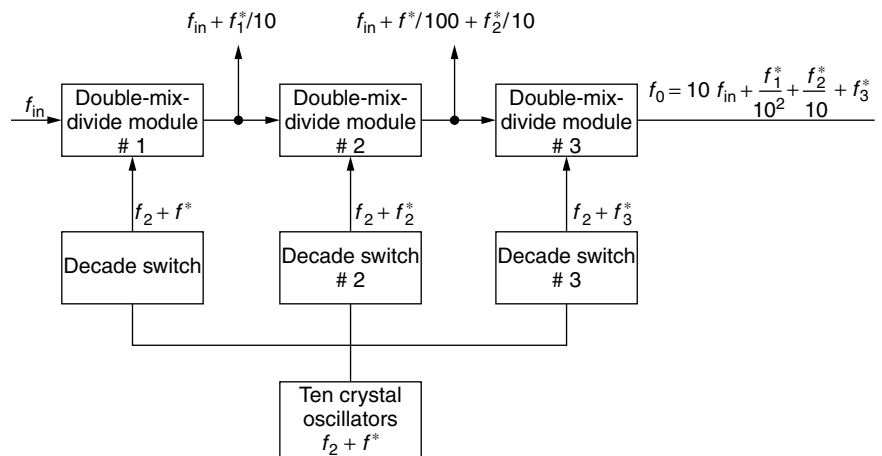 f_in + f_1^*/10
f_in + f^*/100 + f_2^*/10
f_in
Double-mix-
divide module
# 1
Double-mix-
divide module
# 2
Double-mix-
divide module
# 3
f_0 = 10 f_in + f_1^*/10^2 + f_2^*/10 + f_3^*
f_2 + f^*
f_2 + f_2^*
f_2 + f_3^*
Decade switch
Decade switch
# 2
Decade switch
# 3
Ten crystal
oscillators
f_2 + f^*